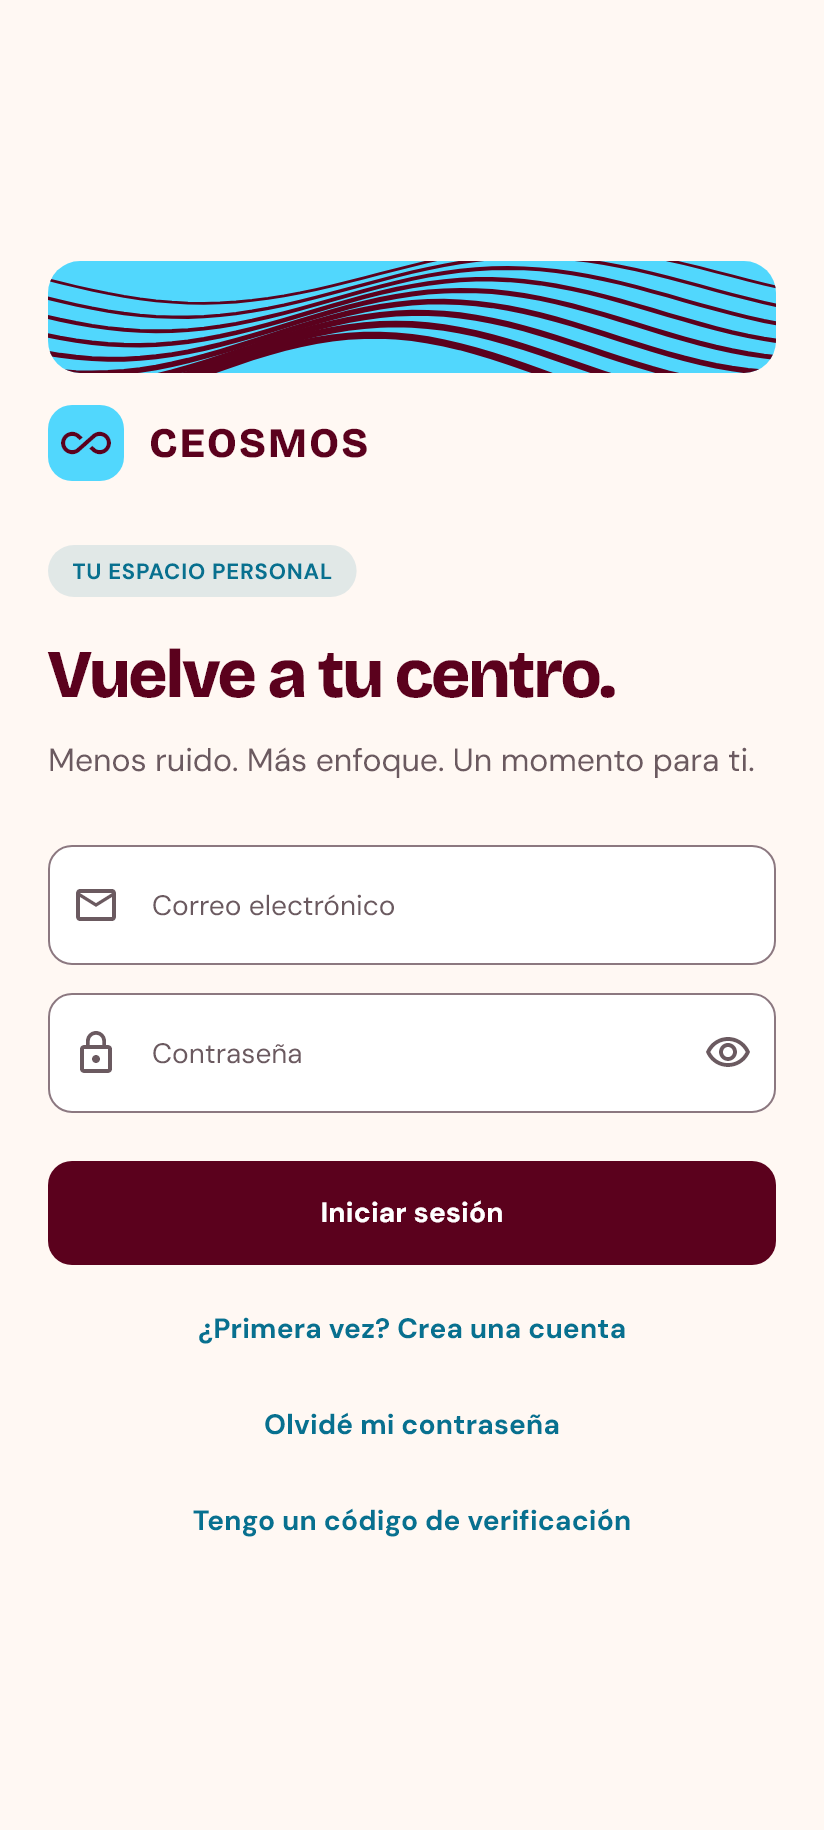 CEOSMOS
TU ESPACIO PERSONAL
Vuelve a tu centro.
Menos ruido. Más enfoque. Un momento para ti.
Correo electrónico
Contraseña
Iniciar sesión
¿Primera vez? Crea una cuenta
Olvidé mi contraseña
Tengo un código de verificación